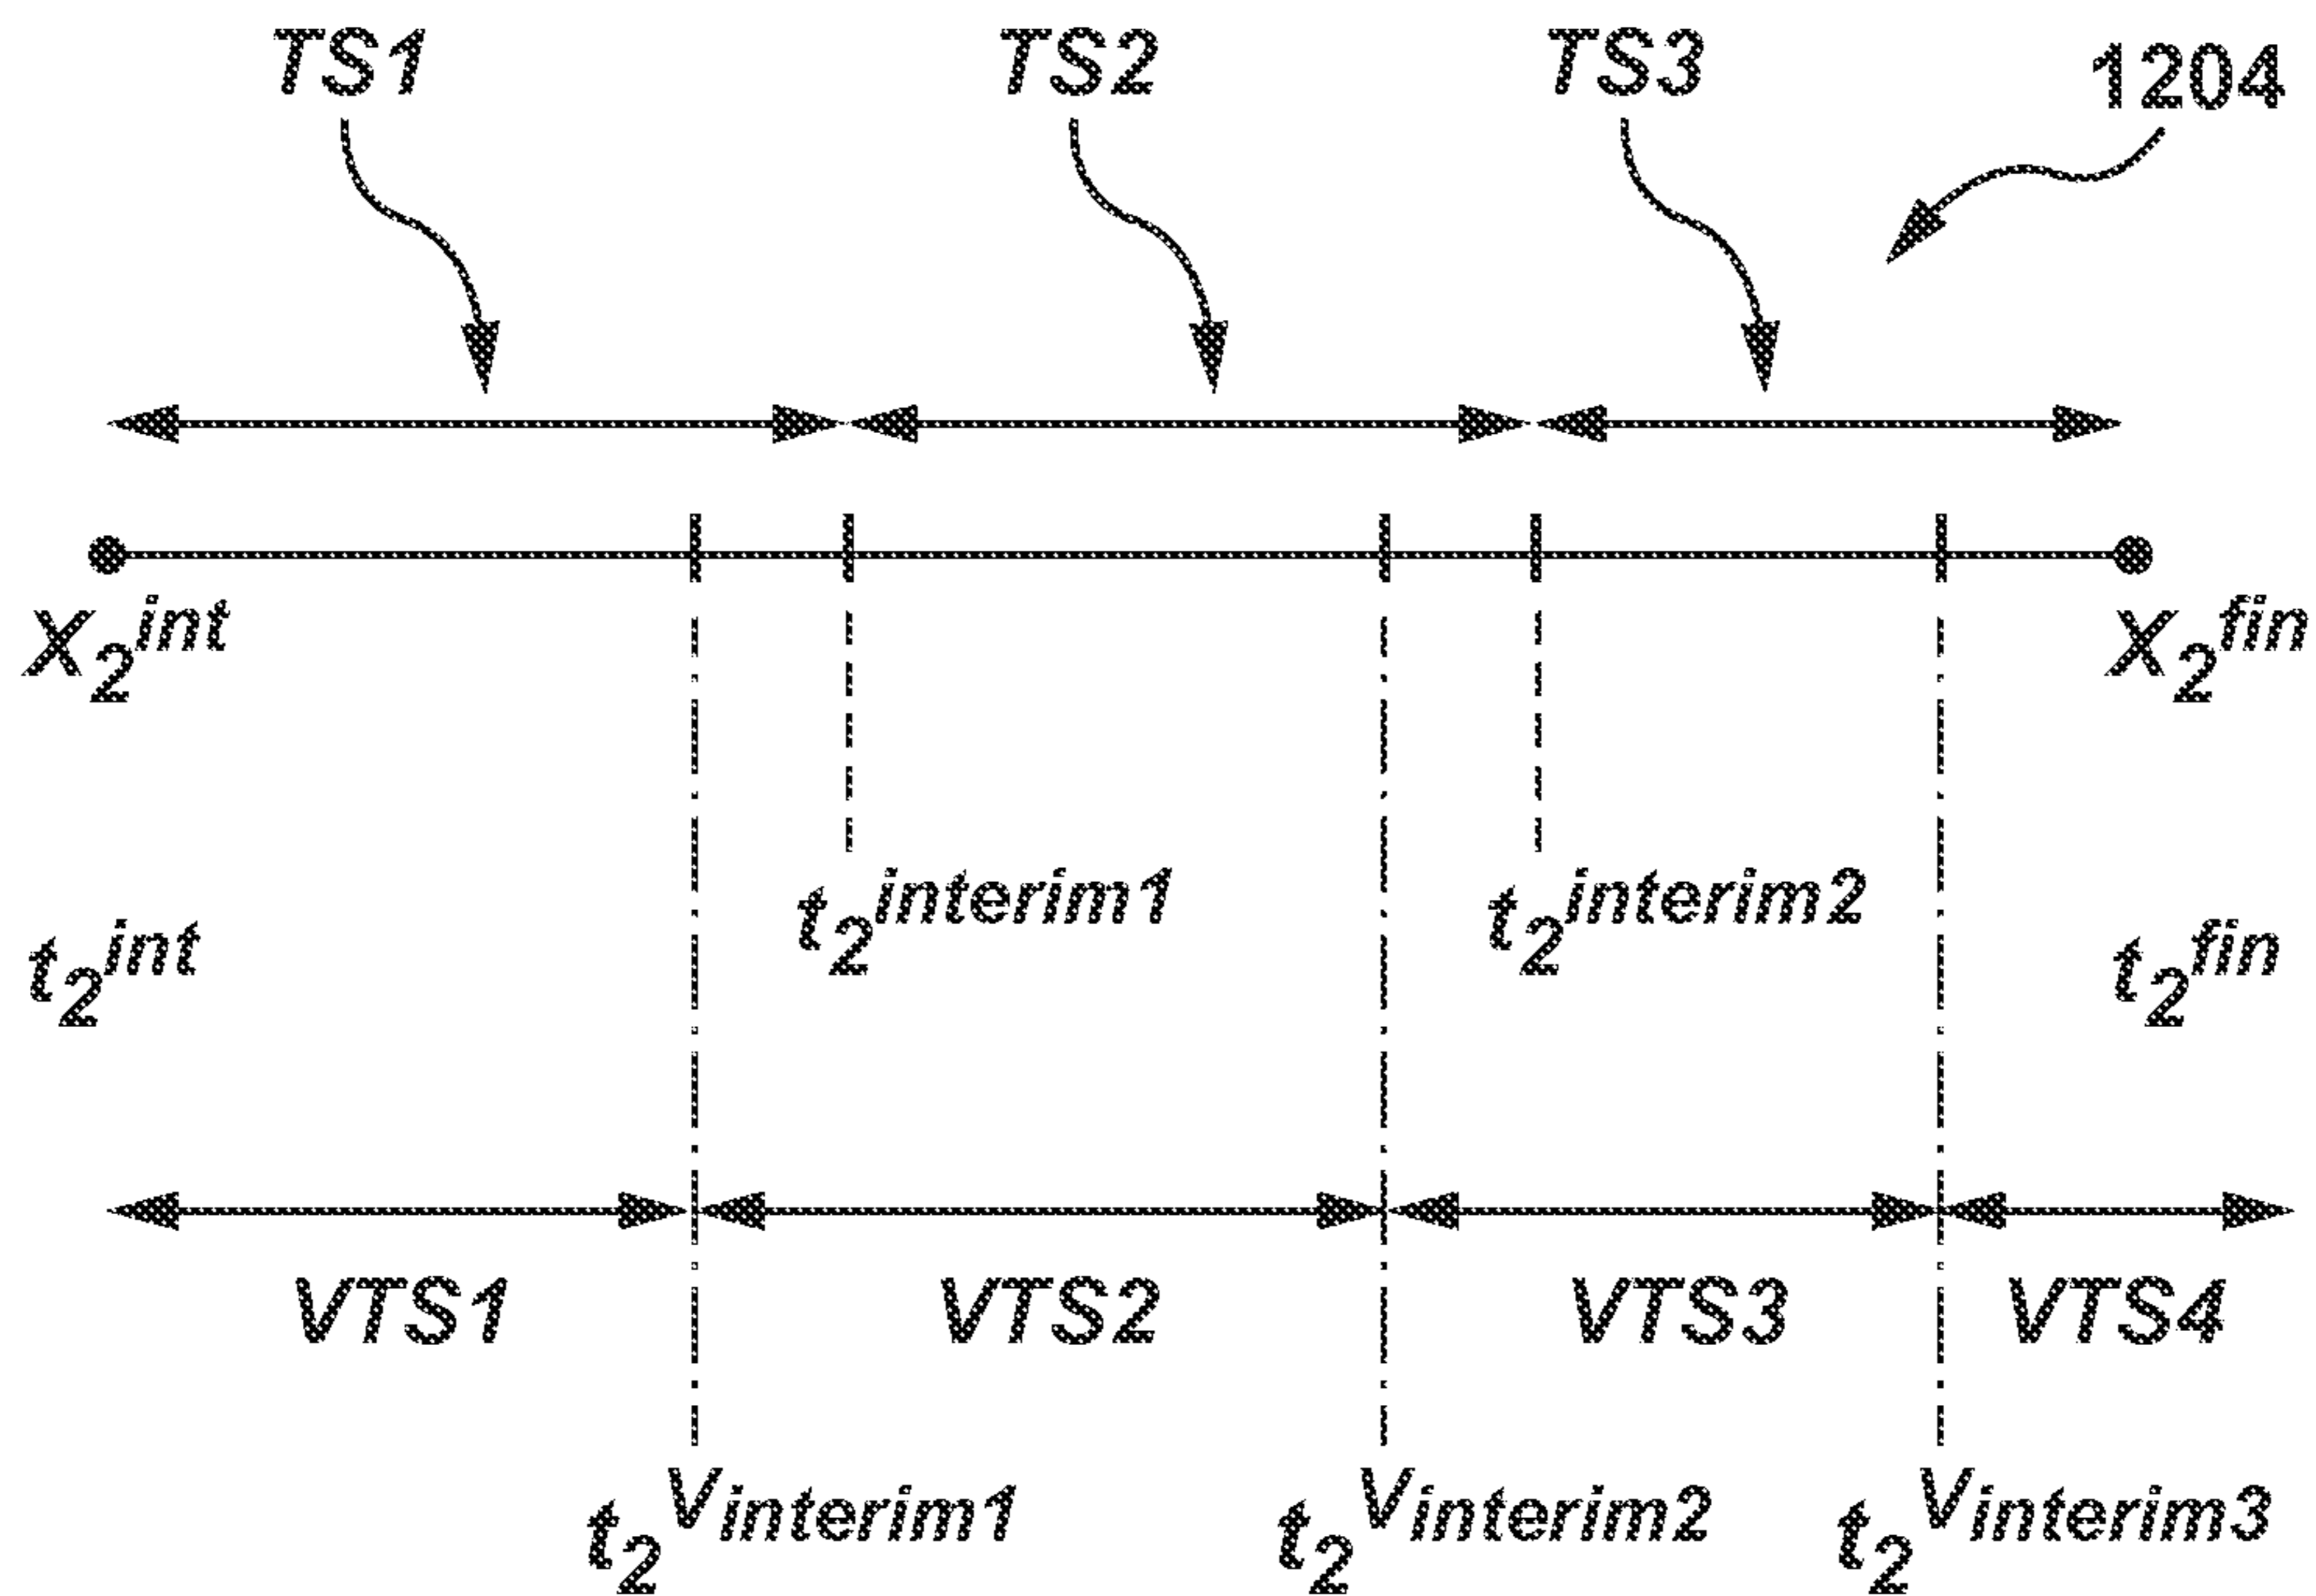 TS1 TS2 TS3 1204
X₂ⁱⁿᵗ X₂ᶠⁱⁿ
t₂ⁱⁿᵗᵉʳⁱᵐ¹ t₂ⁱⁿᵗᵉʳⁱᵐ²
t₂ⁱⁿᵗ t₂ᶠⁱⁿ
VTS1 VTS2 VTS3 VTS4
t₂ⱽⁱⁿᵗᵉʳⁱᵐ¹ t₂ⱽⁱⁿᵗᵉʳⁱᵐ² t₂ⱽⁱⁿᵗᵉʳⁱᵐ³